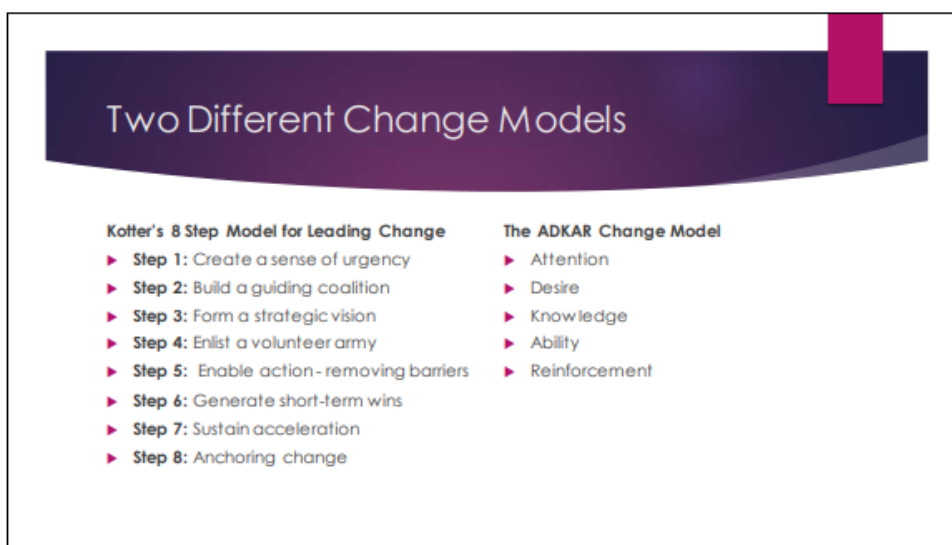 Two Different Change Models
Kotter's 8 Step Model for Leading Change
Step 1: Create a sense of urgency
Step 2: Build a guiding coalition
Step 3: Form a strategic vision
Step 4: Enlist a volunteer army
Step 5: Enable action - removing barriers
Step 6: Generate short-term wins
Step 7: Sustain acceleration
Step 8: Anchoring change
The ADKAR Change Model
Attention
Desire
Knowledge
Ability
Reinforcement